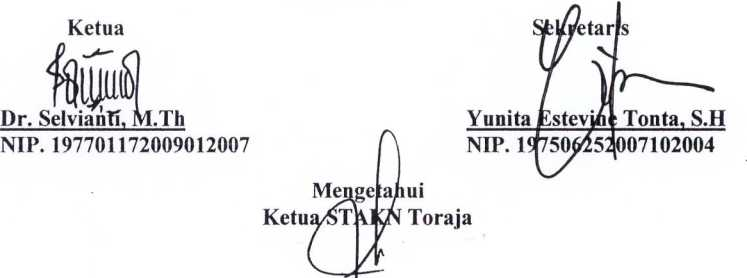 Ketua
Sekretaris
Dr. Selvianti, M.Th
Yunita Estevine Tonta, S.H
NIP. 197701172009012007
NIP. 197506252007102004
Mengetahui
Ketua STAKN Toraja